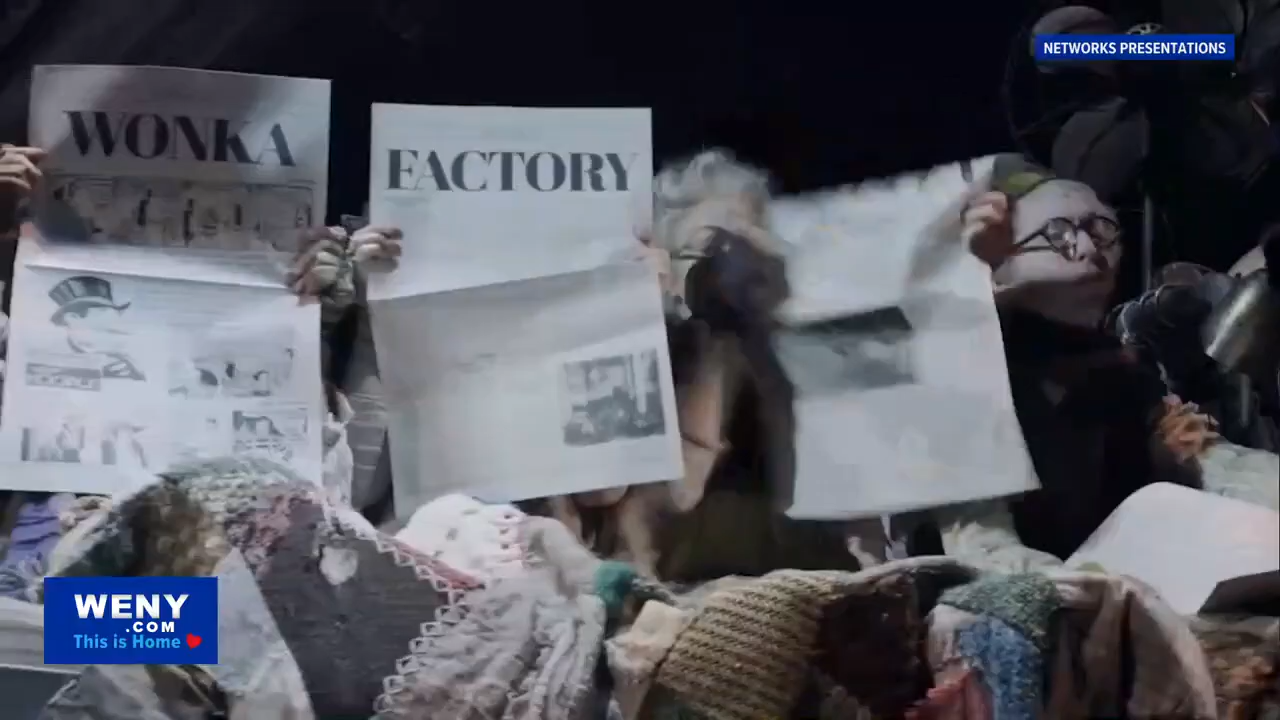 NETWORKS PRESENTATIONS
WONKA
FACTORY
WENY
.COM
This is Home